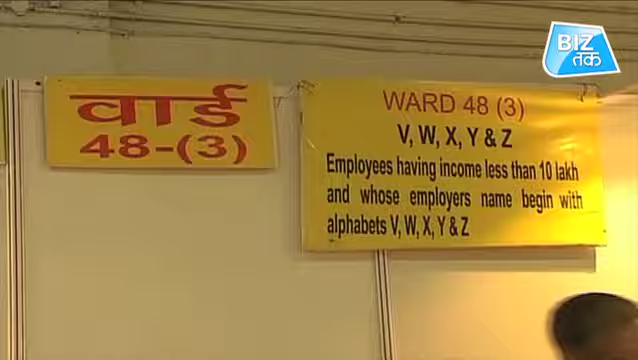 BIZ
तक
वार्ड
48-(3)
WARD 48 (3)
V, W, X, Y & Z
Employees having income less than 10 lakh
and whose employers name begin with
alphabets V, W, X, Y & Z